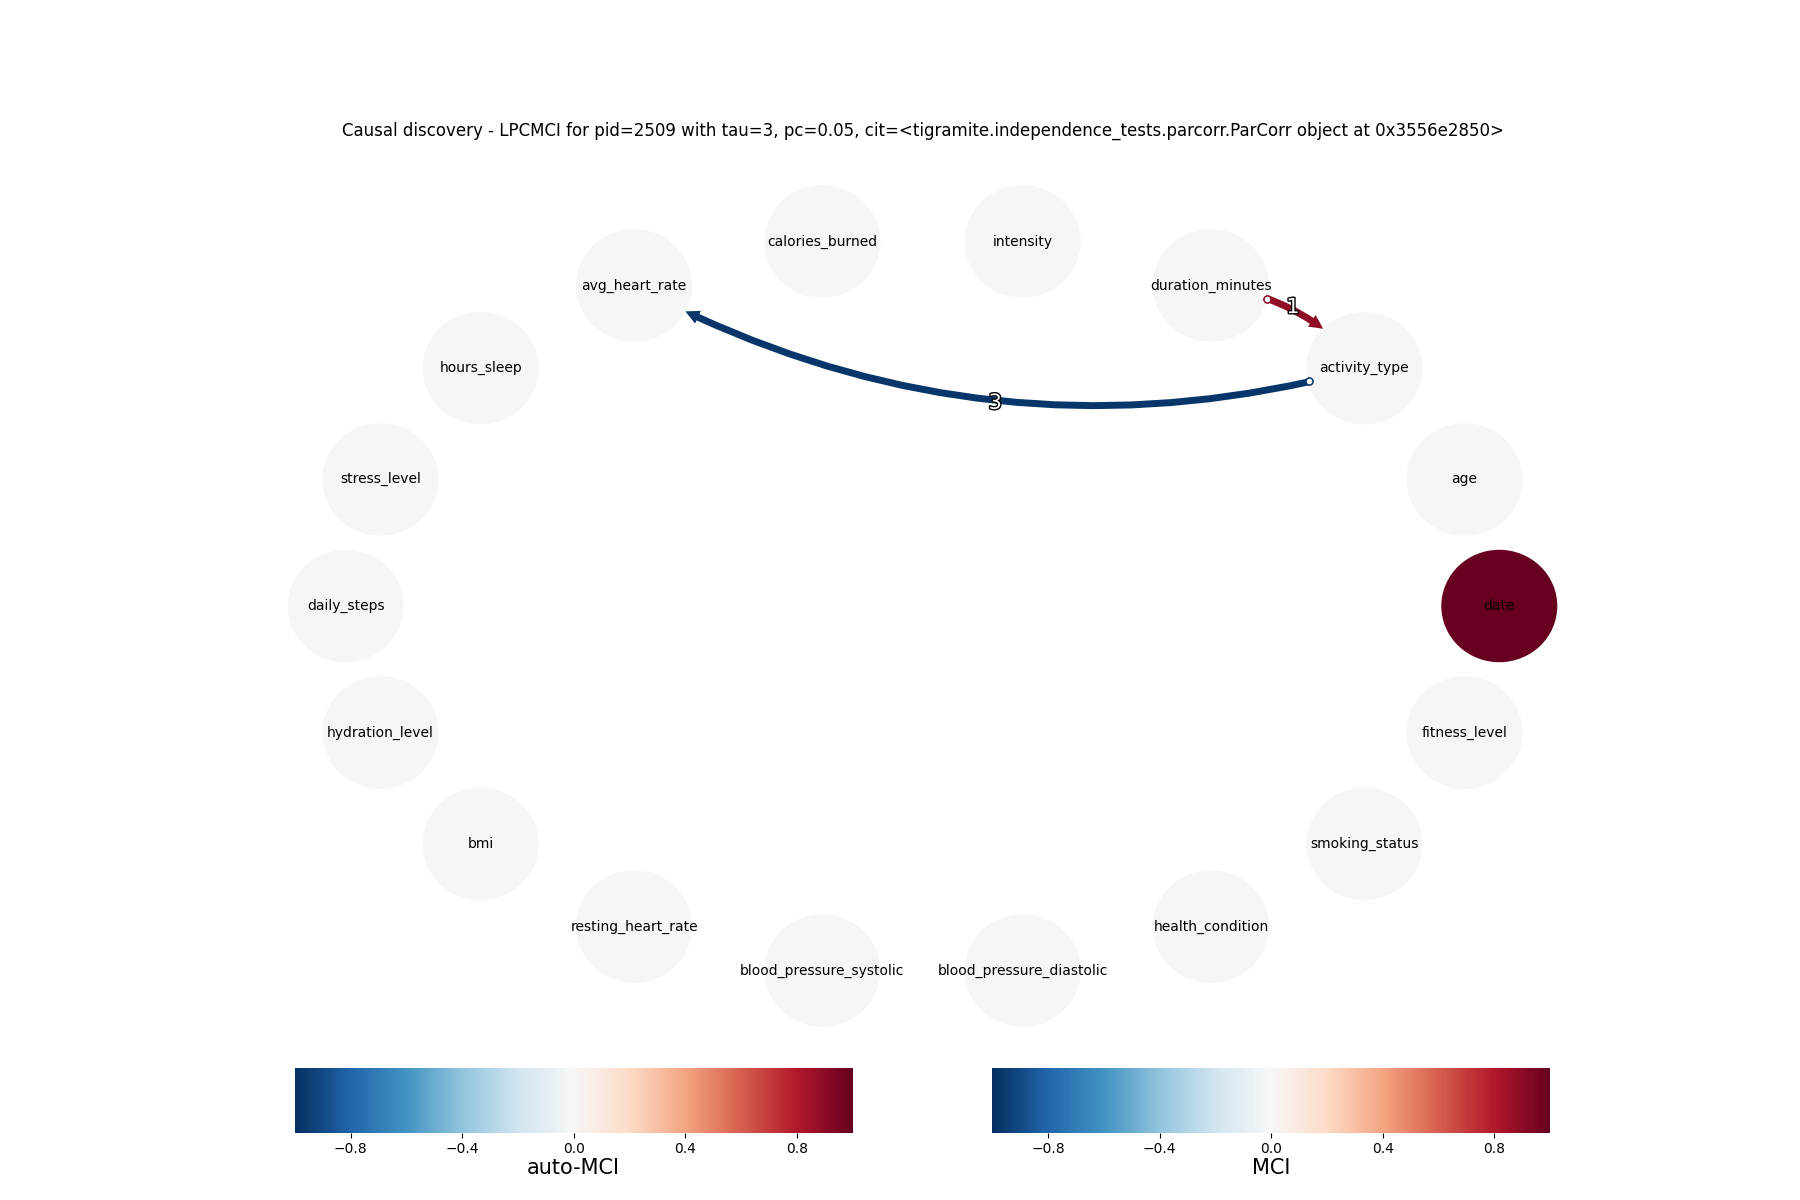 Causal discovery - LPCMCI for pid=2509 with tau=3, pc=0.05, cit=<tigramite.independence_tests.parcorr.ParCorr object at 0x3556e2850>
calories_burned
intensity
avg_heart_rate
duration_minutes
1
hours_sleep
activity_type
3
stress_level
age
daily_steps
date
hydration_level
fitness_level
bmi
smoking_status
resting_heart_rate
health_condition
blood_pressure_systolic
blood_pressure_diastolic
−0.8 −0.4 0.0 0.4 0.8
auto-MCI
−0.8 −0.4 0.0 0.4 0.8
MCI